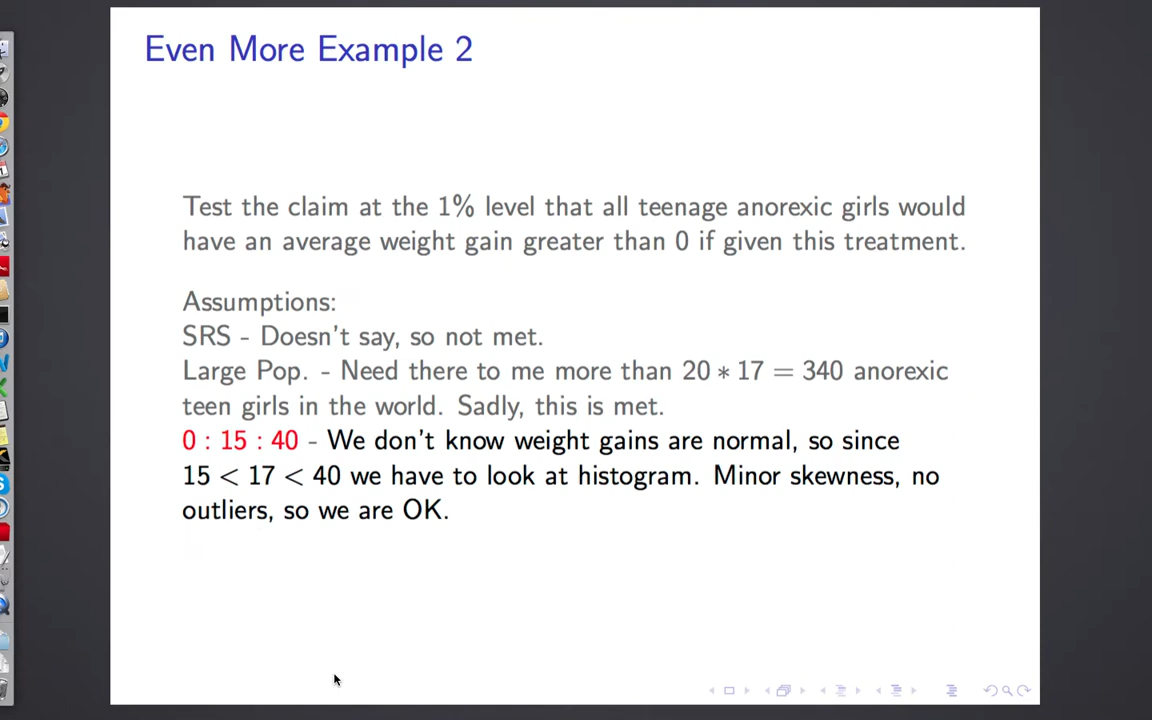 Even More Example 2
Test the claim at the 1% level that all teenage anorexic girls would
have an average weight gain greater than 0 if given this treatment.
Assumptions:
SRS - Doesn't say, so not met.
Large Pop. - Need there to me more than 20 ∗ 17 = 340 anorexic
teen girls in the world. Sadly, this is met.
0 : 15 : 40 - We don't know weight gains are normal, so since
15 < 17 < 40 we have to look at histogram. Minor skewness, no
outliers, so we are OK.